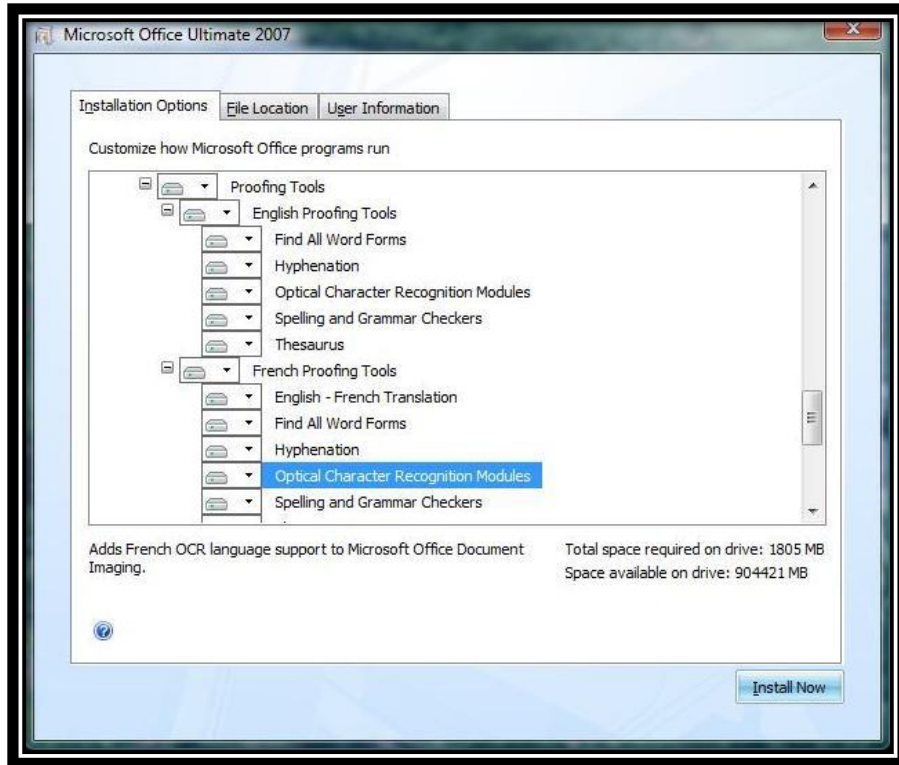 Microsoft Office Ultimate 2007
Installation Options File Location User Information
Customize how Microsoft Office programs run
Proofing Tools
English Proofing Tools
Find All Word Forms
Hyphenation
Optical Character Recognition Modules
Spelling and Grammar Checkers
Thesaurus
French Proofing Tools
English - French Translation
Find All Word Forms
Hyphenation
Optical Character Recognition Modules
Spelling and Grammar Checkers
Adds French OCR language support to Microsoft Office Document
Imaging.
Total space required on drive: 1805 MB
Space available on drive: 904421 MB
Install Now